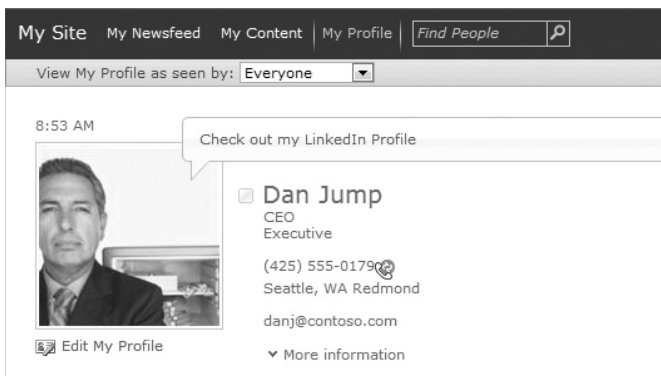 My Site My Newsfeed My Content My Profile Find People
View My Profile as seen by: Everyone
8:53 AM
Check out my LinkedIn Profile
Dan Jump
CEO
Executive
(425) 555-0179
Seattle, WA Redmond
danj@contoso.com
Edit My Profile
More information